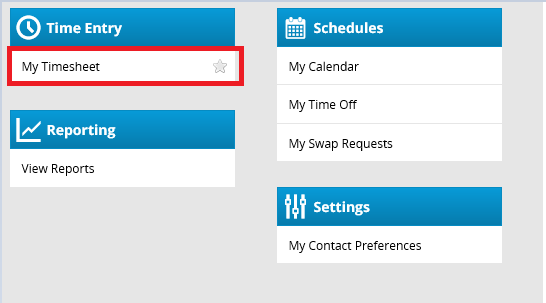 Time Entry
My Timesheet
Reporting
View Reports
Schedules
My Calendar
My Time Off
My Swap Requests
Settings
My Contact Preferences